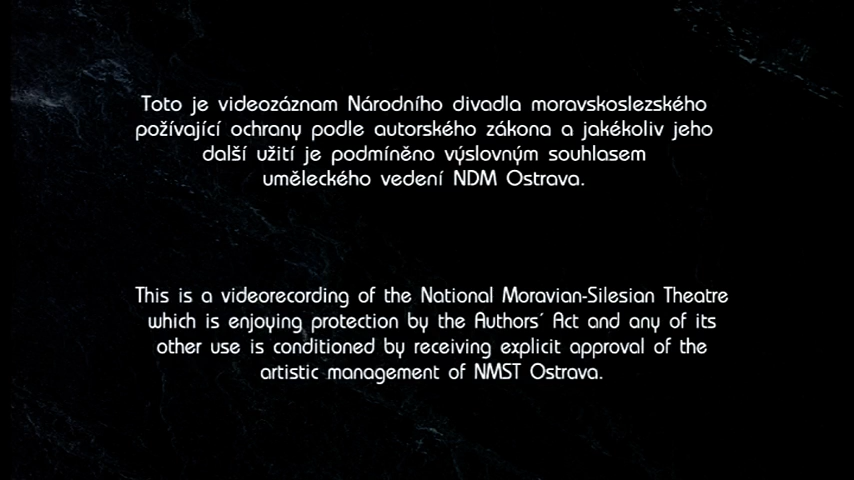 Toto je videozáznam Národního divadla moravskoslezského
požívající ochrany podle autorského zákona a jakékoliv jeho
další užití je podmíněno výslovným souhlasem
uměleckého vedení NDM Ostrava.
This is a videorecording of the National Moravian-Silesian Theatre
which is enjoying protection by the Authors´ Act and any of its
other use is conditioned by receiving explicit approval of the
artistic management of NMST Ostrava.